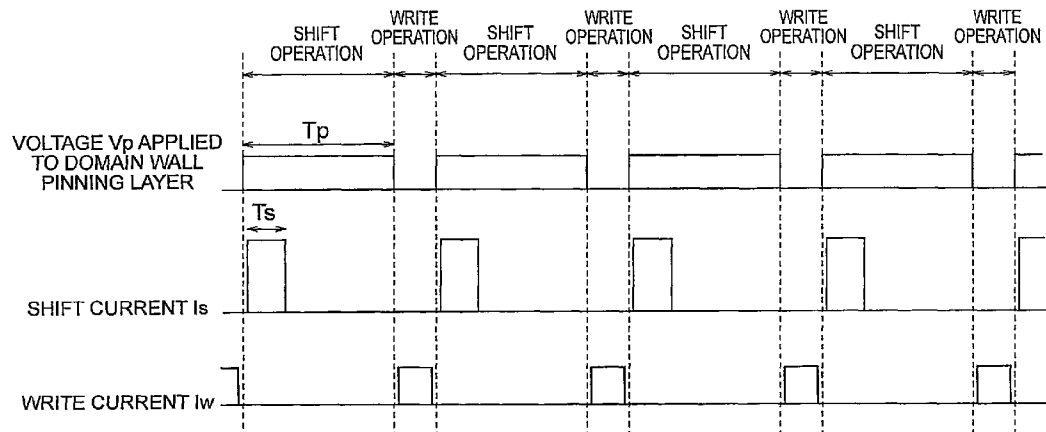 SHIFT
OPERATION
WRITE
OPERATION
SHIFT
OPERATION
WRITE
OPERATION
SHIFT
OPERATION
WRITE
OPERATION
SHIFT
OPERATION
WRITE
OPERATION
VOLTAGE Vp APPLIED
TO DOMAIN WALL
PINNING LAYER
Tp
Ts
SHIFT CURRENT Is
WRITE CURRENT Iw